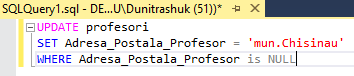 SQLQuery1.sql - DE...U\Dunitrashuk (51))*
UPDATE profesori
SET Adresa_Postala_Profesor = 'mun.Chisinau'
WHERE Adresa_Postala_Profesor is NULL